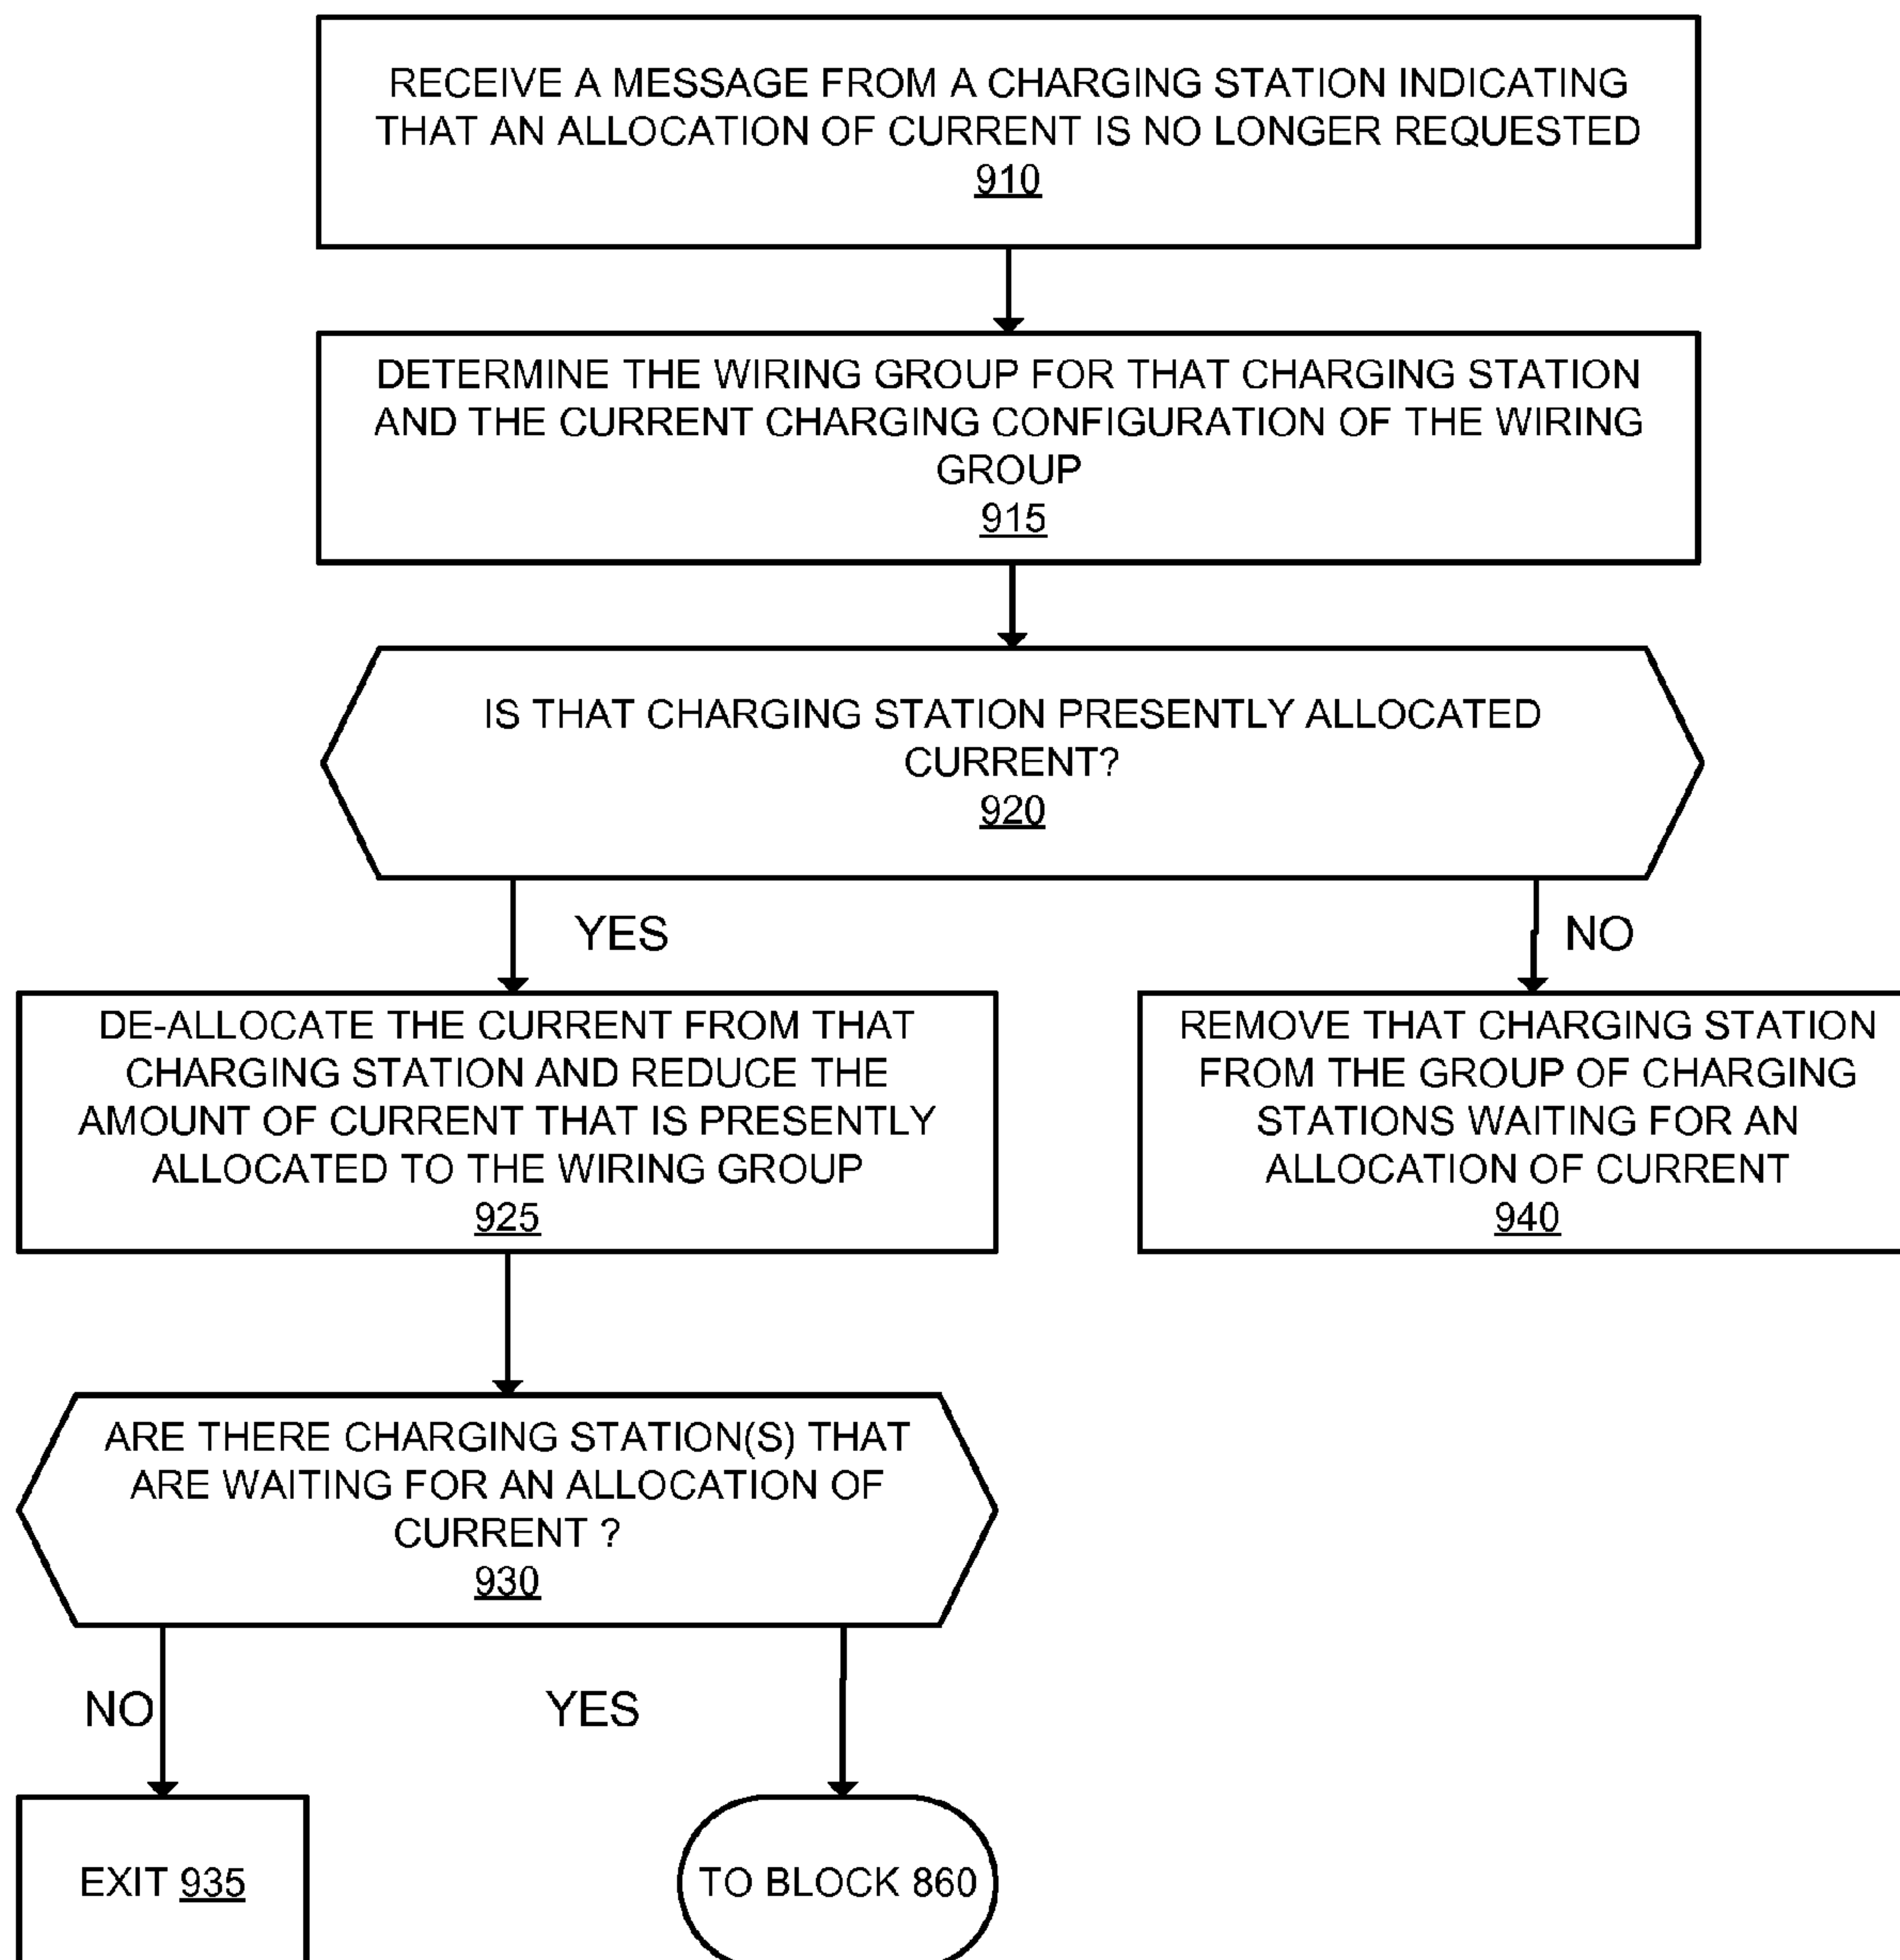 RECEIVE A MESSAGE FROM A CHARGING STATION INDICATING
THAT AN ALLOCATION OF CURRENT IS NO LONGER REQUESTED
910
DETERMINE THE WIRING GROUP FOR THAT CHARGING STATION
AND THE CURRENT CHARGING CONFIGURATION OF THE WIRING
GROUP
915
IS THAT CHARGING STATION PRESENTLY ALLOCATED
CURRENT?
920
YES
NO
DE-ALLOCATE THE CURRENT FROM THAT
CHARGING STATION AND REDUCE THE
AMOUNT OF CURRENT THAT IS PRESENTLY
ALLOCATED TO THE WIRING GROUP
925
REMOVE THAT CHARGING STATION
FROM THE GROUP OF CHARGING
STATIONS WAITING FOR AN
ALLOCATION OF CURRENT
940
ARE THERE CHARGING STATION(S) THAT
ARE WAITING FOR AN ALLOCATION OF
CURRENT ?
930
NO
YES
EXIT 935
TO BLOCK 860